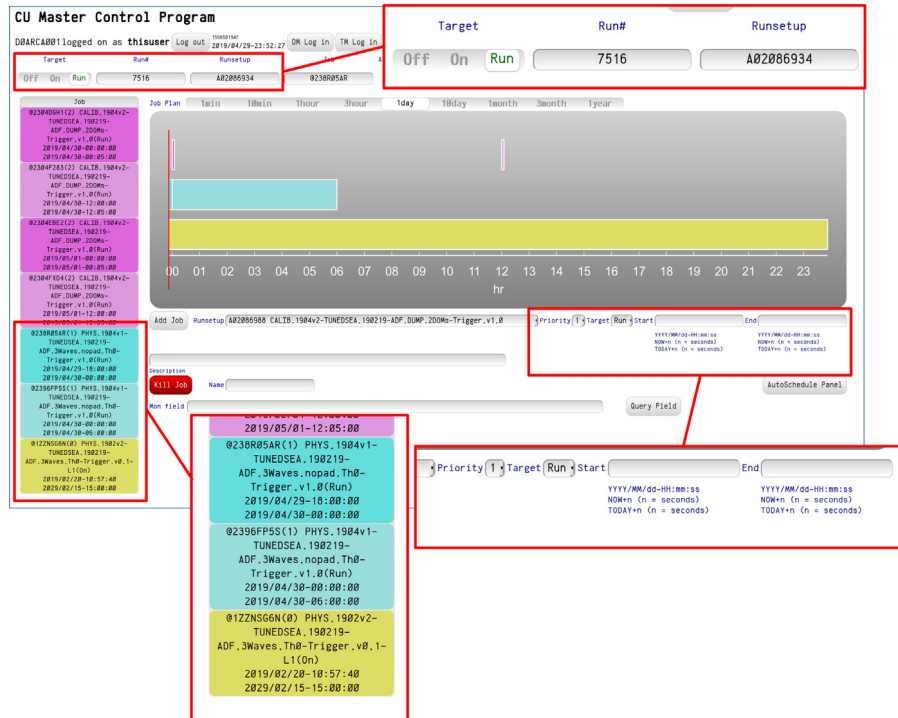 CU Master Control Program
DØARCA001 logged on as thisuser Log out 1556581947 2019/04/29-23:52:27 DM Log in TM Log in
Target Run# Runsetup Job A
Off On Run 7516 A02086934 @238R05AR
Target Run# Runsetup
Off On Run 7516 A02086934
Job
@2304DGH1(2) CALIB.1904v2-
TUNEDSEA.190219-
ADF.DUMP.2DOMs-
Trigger.v1.0(Run)
2019/04/30-00:00:00
2019/04/30-00:05:00
@2304F283(2) CALIB.1904v2-
TUNEDSEA.190219-
ADF.DUMP.2DOMs-
Trigger.v1.0(Run)
2019/04/30-12:00:00
2019/04/30-12:05:00
@2304EBE2(2) CALIB.1904v2-
TUNEDSEA.190219-
ADF.DUMP.2DOMs-
Trigger.v1.0(Run)
2019/05/01-00:00:00
2019/05/01-00:05:00
@2304FXD4(2) CALIB.1904v2-
TUNEDSEA.190219-
ADF.DUMP.2DOMs-
Trigger.v1.0(Run)
2019/05/01-12:00:00
2019/05/01-12:05:00
@238R05AR(1) PHYS.1904v1-
TUNEDSEA.190219-
ADF.3Waves.nopad.Th0-
Trigger.v1.0(Run)
2019/04/29-18:00:00
2019/04/30-00:00:00
@2396FP5S(1) PHYS.1904v1-
TUNEDSEA.190219-
ADF.3Waves.nopad.Th0-
Trigger.v1.0(Run)
2019/04/30-00:00:00
2019/04/30-06:00:00
@1ZZNSG6N(0) PHYS.1902v2-
TUNEDSEA.190219-
ADF.3Waves.Th0-Trigger.v0.1-
L1(On)
2019/02/20-10:57:40
2029/02/15-15:00:00
Job Plan 1min 10min 1hour 3hour 1day 10day 1month 3month 1year
00 01 02 03 04 05 06 07 08 09 10 11 12 13 14 15 16 17 18 19 20 21 22 23
hr
Add Job Runsetup A02086988 CALIB.1904v2-TUNEDSEA.190219-ADF.DUMP.2DOMs-Trigger.v1.0 Priority 1 Target Run Start End
YYYY/MM/dd-HH:mm:ss YYYY/MM/dd-HH:mm:ss
NOW+n (n = seconds) NOW+n (n = seconds)
TODAY+n (n = seconds) TODAY+n (n = seconds)
Description
Kill Job Name AutoSchedule Panel
Mon field Query Field
2019/05/01-12:05:00
@238R05AR(1) PHYS.1904v1-
TUNEDSEA.190219-
ADF.3Waves.nopad.Th0-
Trigger.v1.0(Run)
2019/04/29-18:00:00
2019/04/30-00:00:00
@2396FP5S(1) PHYS.1904v1-
TUNEDSEA.190219-
ADF.3Waves.nopad.Th0-
Trigger.v1.0(Run)
2019/04/30-00:00:00
2019/04/30-06:00:00
@1ZZNSG6N(0) PHYS.1902v2-
TUNEDSEA.190219-
ADF.3Waves.Th0-Trigger.v0.1-
L1(On)
2019/02/20-10:57:40
2029/02/15-15:00:00
Priority 1 Target Run Start End
YYYY/MM/dd-HH:mm:ss YYYY/MM/dd-HH:mm:ss
NOW+n (n = seconds) NOW+n (n = seconds)
TODAY+n (n = seconds) TODAY+n (n = seconds)